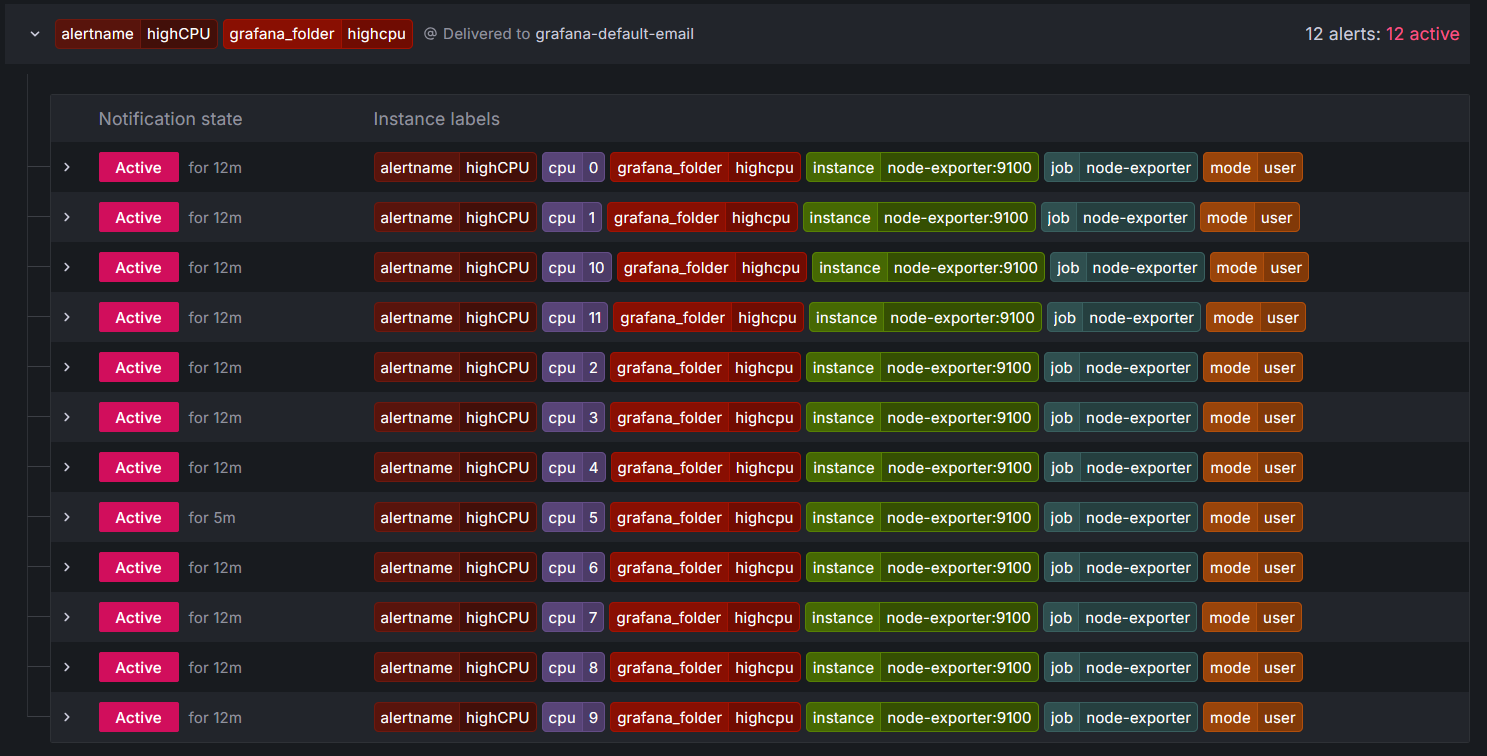 alertname highCPU grafana_folder highcpu @ Delivered to grafana-default-email 12 alerts: 12 active
Notification state Instance labels
Active for 12m alertname highCPU cpu 0 grafana_folder highcpu instance node-exporter:9100 job node-exporter mode user
Active for 12m alertname highCPU cpu 1 grafana_folder highcpu instance node-exporter:9100 job node-exporter mode user
Active for 12m alertname highCPU cpu 10 grafana_folder highcpu instance node-exporter:9100 job node-exporter mode user
Active for 12m alertname highCPU cpu 11 grafana_folder highcpu instance node-exporter:9100 job node-exporter mode user
Active for 12m alertname highCPU cpu 2 grafana_folder highcpu instance node-exporter:9100 job node-exporter mode user
Active for 12m alertname highCPU cpu 3 grafana_folder highcpu instance node-exporter:9100 job node-exporter mode user
Active for 12m alertname highCPU cpu 4 grafana_folder highcpu instance node-exporter:9100 job node-exporter mode user
Active for 5m alertname highCPU cpu 5 grafana_folder highcpu instance node-exporter:9100 job node-exporter mode user
Active for 12m alertname highCPU cpu 6 grafana_folder highcpu instance node-exporter:9100 job node-exporter mode user
Active for 12m alertname highCPU cpu 7 grafana_folder highcpu instance node-exporter:9100 job node-exporter mode user
Active for 12m alertname highCPU cpu 8 grafana_folder highcpu instance node-exporter:9100 job node-exporter mode user
Active for 12m alertname highCPU cpu 9 grafana_folder highcpu instance node-exporter:9100 job node-exporter mode user